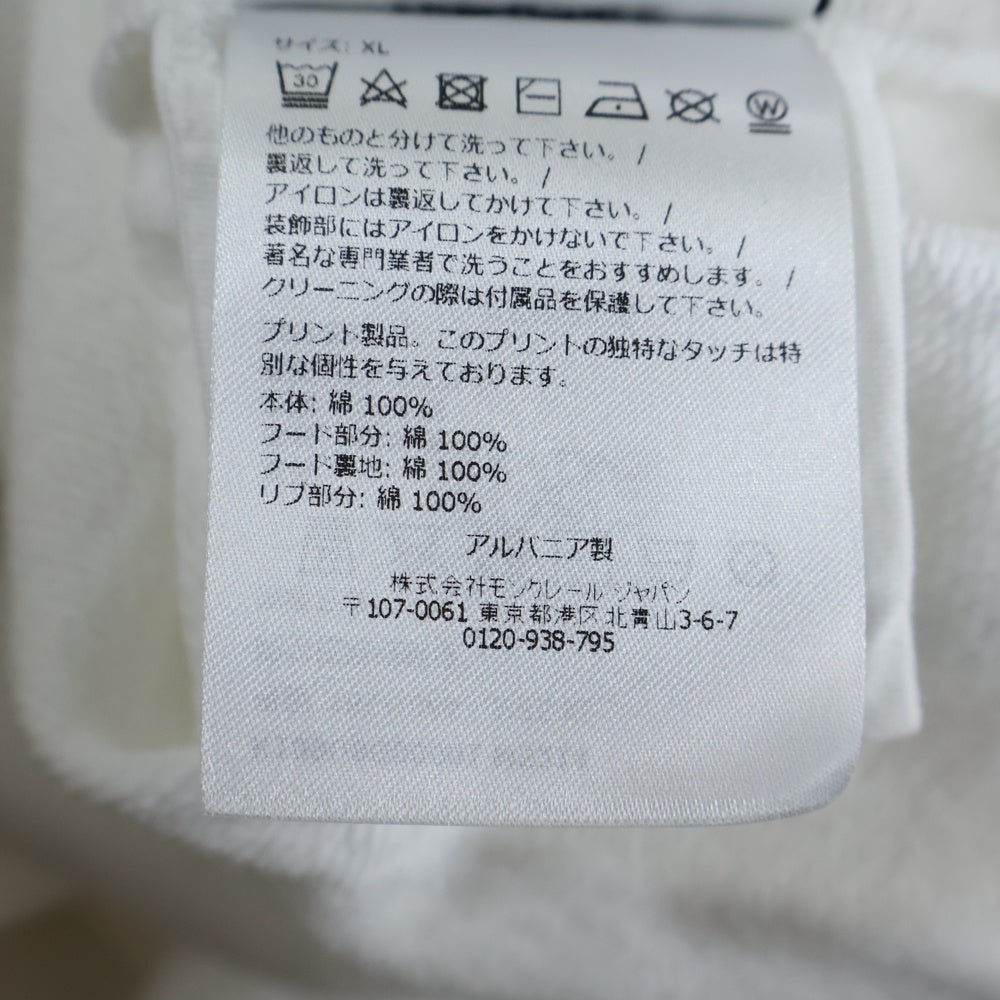 サイズ: XL
30
W
他のものと分けて洗って下さい。 /
裏返して洗って下さい。 /
アイロンは裏返してかけて下さい。 /
装飾部にはアイロンをかけないで下さい。 /
著名な専門業者で洗うことをおすすめします。 /
クリーニングの際は付属品を保護して下さい。
プリント製品。このプリントの独特なタッチは特
別な個性を与えております。
本体: 綿 100%
フード部分: 綿 100%
フード裏地: 綿 100%
リブ部分: 綿 100%
アルバニア製
株式会社モンクレール ジャパン
〒107-0061 東京都港区北青山3-6-7
0120-938-795